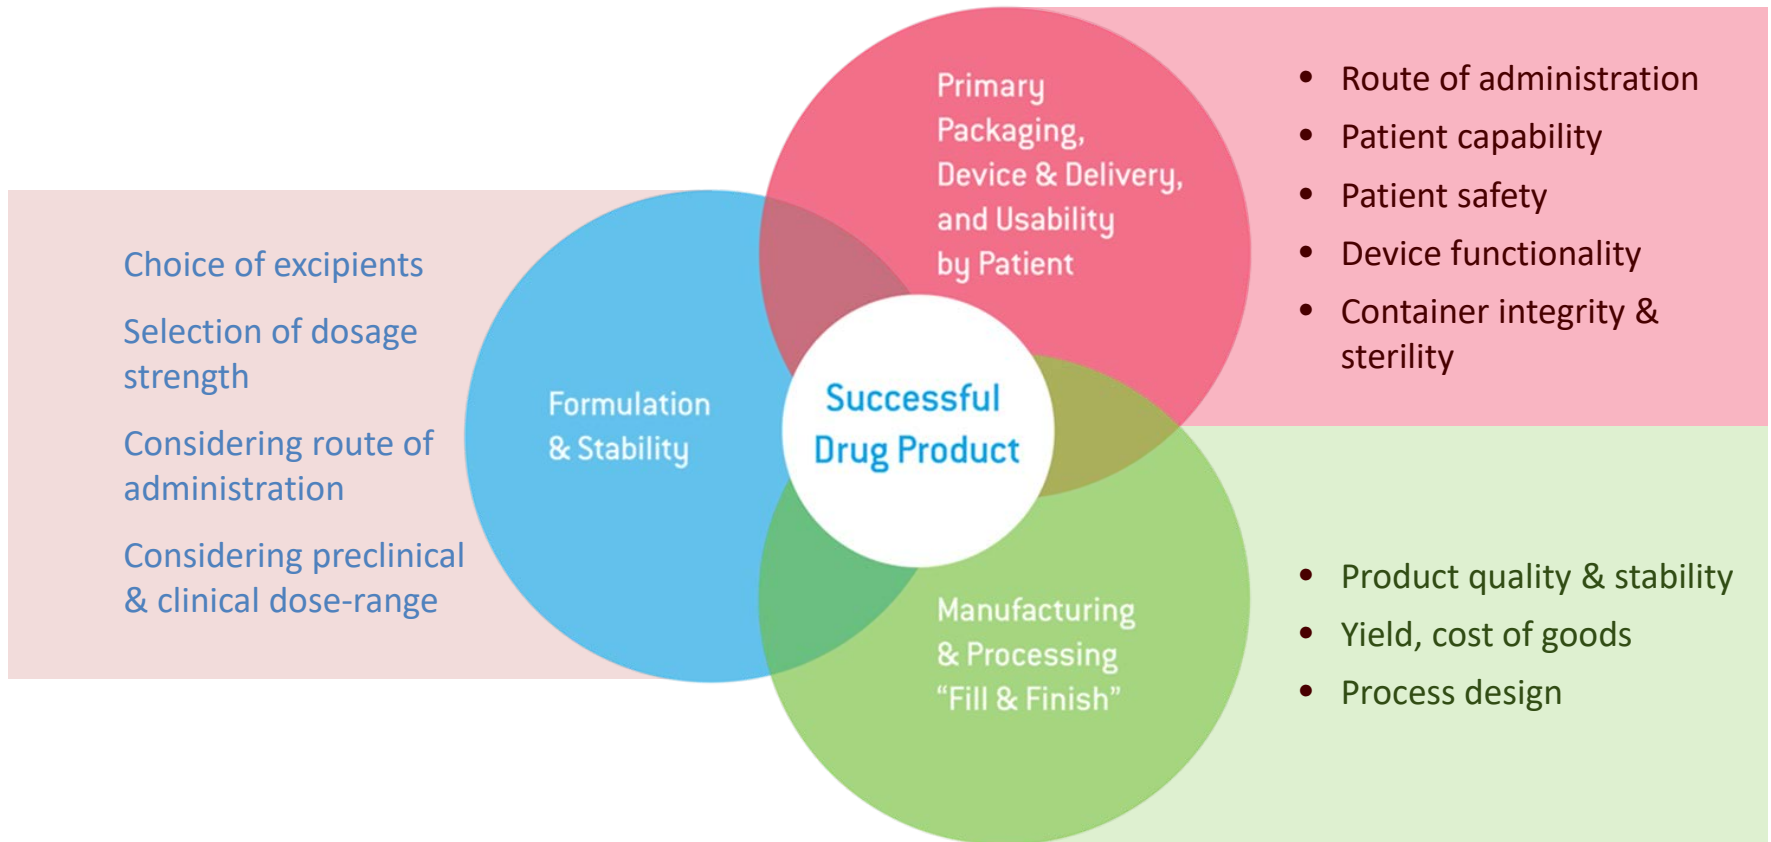 Choice of excipients
Selection of dosage
strength
Considering route of
administration
Considering preclinical
& clinical dose-range
Formulation
& Stability
Primary
Packaging,
Device & Delivery,
and Usability
by Patient
Successful
Drug Product
Manufacturing
& Processing
“Fill & Finish”
• Route of administration
• Patient capability
• Patient safety
• Device functionality
• Container integrity &
sterility
• Product quality & stability
• Yield, cost of goods
• Process design